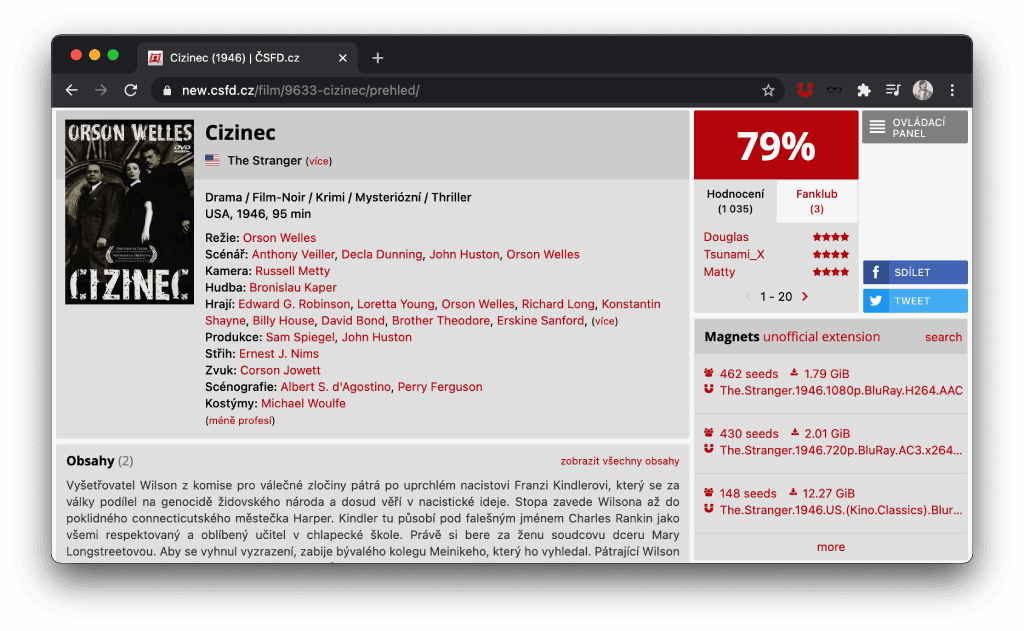 Cizinec (1946) | ČSFD.cz
new.csfd.cz/film/9633-cizinec/prehled/
ORSON WELLES
DVD
CIZINEC
Cizinec
The Stranger (více)
Drama / Film-Noir / Krimi / Mysteriózní / Thriller
USA, 1946, 95 min
Režie: Orson Welles
Scénář: Anthony Veiller, Decla Dunning, John Huston, Orson Welles
Kamera: Russell Metty
Hudba: Bronislau Kaper
Hrají: Edward G. Robinson, Loretta Young, Orson Welles, Richard Long, Konstantin
Shayne, Billy House, David Bond, Brother Theodore, Erskine Sanford, (více)
Produkce: Sam Spiegel, John Huston
Střih: Ernest J. Nims
Zvuk: Corson Jowett
Scénografie: Albert S. d'Agostino, Perry Ferguson
Kostýmy: Michael Woulfe
(méně profesí)
Obsahy (2)
zobrazit všechny obsahy
Vyšetřovatel Wilson z komise pro válečné zločiny pátrá po uprchlém nacistovi Franzi Kindlerovi, který se za
války podílel na genocidě židovského národa a dosud věří v nacistické ideje. Stopa zavede Wilsona až do
poklidného connecticutského městečka Harper. Kindler tu působí pod falešným jménem Charles Rankin jako
všemi respektovaný a oblíbený učitel v chlapecké škole. Právě si bere za ženu soudcovu dceru Mary
Longstreetovou. Aby se vyhnul vyzrazení, zabije bývalého kolegu Meinikeho, který ho vyhledal. Pátrající Wilson
79%
Hodnocení
(1 035)
Fanklub
(3)
Douglas
Tsunami_X
Matty
1 - 20
OVLÁDACÍ
PANEL
SDÍLET
TWEET
Magnets unofficial extension
search
462 seeds 1.79 GiB
The.Stranger.1946.1080p.BluRay.H264.AAC
430 seeds 2.01 GiB
The.Stranger.1946.720p.BluRay.AC3.x264...
148 seeds 12.27 GiB
The.Stranger.1946.US.(Kino.Classics).Blur...
more